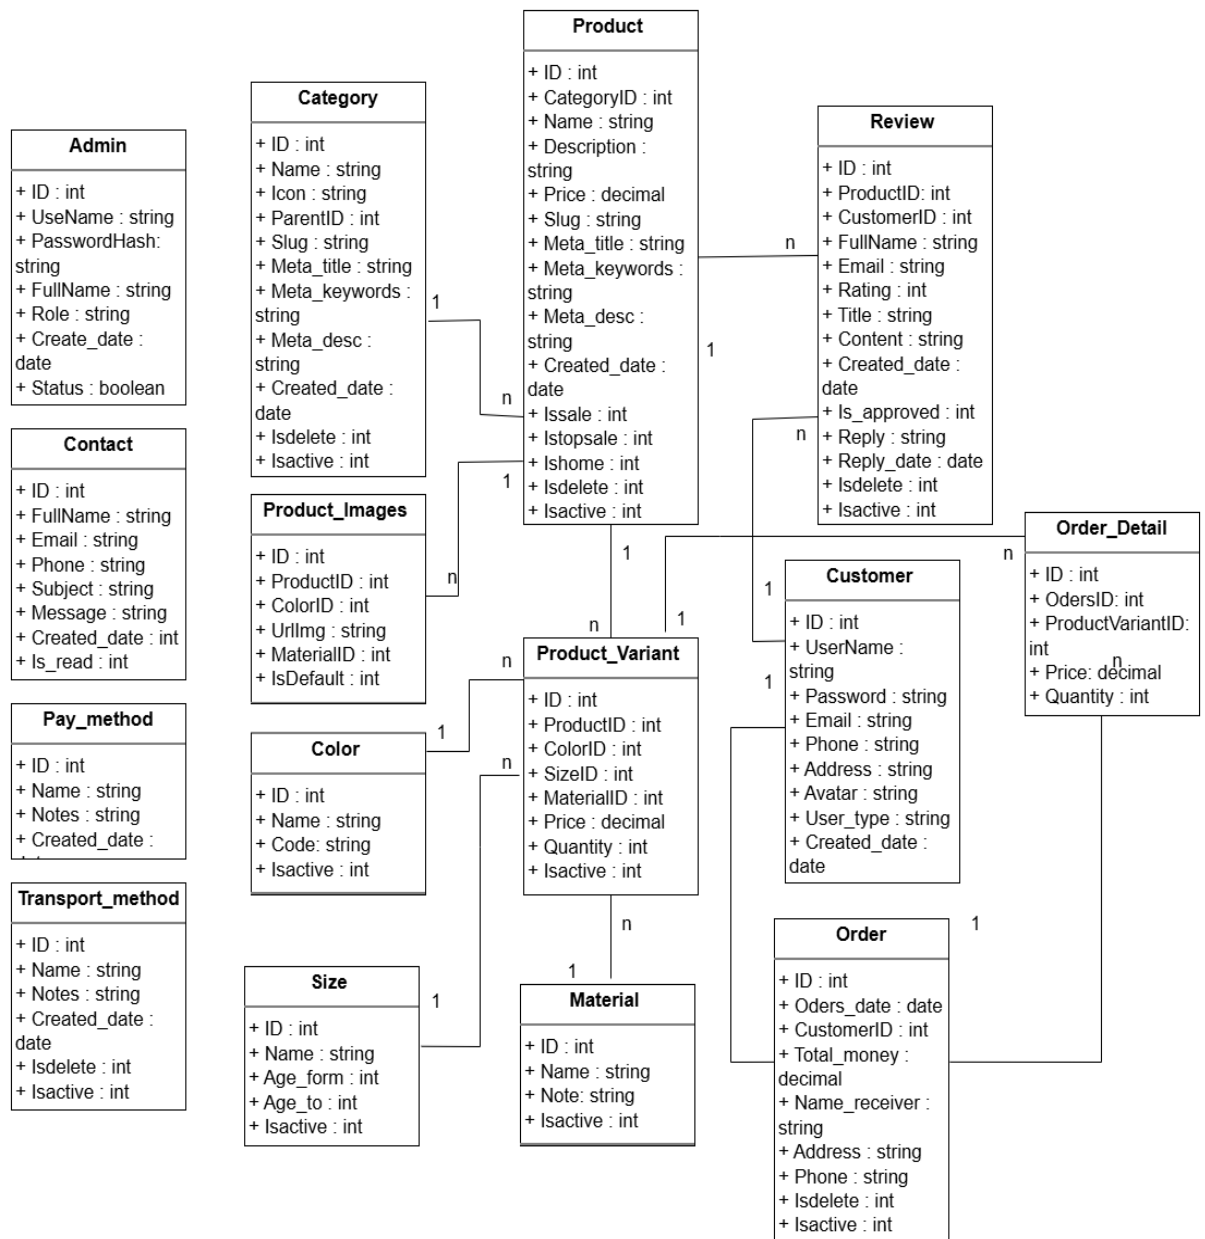 Admin
+ ID : int
+ UseName : string
+ PasswordHash:
string
+ FullName : string
+ Role : string
+ Create_date :
date
+ Status : boolean
Contact
+ ID : int
+ FullName : string
+ Email : string
+ Phone : string
+ Subject : string
+ Message : string
+ Created_date : int
+ Is_read : int
Pay_method
+ ID : int
+ Name : string
+ Notes : string
+ Created_date :
Transport_method
+ ID : int
+ Name : string
+ Notes : string
+ Created_date :
date
+ Isdelete : int
+ Isactive : int
Category
+ ID : int
+ Name : string
+ Icon : string
+ ParentID : int
+ Slug : string
+ Meta_title : string
+ Meta_keywords :
string
+ Meta_desc :
string
+ Created_date :
date
+ Isdelete : int
+ Isactive : int
1
n
Product_Images
+ ID : int
+ ProductID : int
+ ColorID : int
+ UrlImg : string
+ MaterialID : int
+ IsDefault : int
1
n
Color
+ ID : int
+ Name : string
+ Code: string
+ Isactive : int
n
1
Size
+ ID : int
+ Name : string
+ Age_form : int
+ Age_to : int
+ Isactive : int
n
1
Product
+ ID : int
+ CategoryID : int
+ Name : string
+ Description :
string
+ Price : decimal
+ Slug : string
+ Meta_title : string
+ Meta_keywords :
string
+ Meta_desc :
string
+ Created_date :
date
+ Issale : int
+ Istopsale : int
+ Ishome : int
+ Isdelete : int
+ Isactive : int
1
n
Product_Variant
+ ID : int
+ ProductID : int
+ ColorID : int
+ SizeID : int
+ MaterialID : int
+ Price : decimal
+ Quantity : int
+ Isactive : int
n
1
Material
+ ID : int
+ Name : string
+ Note: string
+ Isactive : int
n
1
Review
+ ID : int
+ ProductID: int
+ CustomerID : int
+ FullName : string
+ Email : string
+ Rating : int
+ Title : string
+ Content : string
+ Created_date :
date
+ Is_approved : int
+ Reply : string
+ Reply_date : date
+ Isdelete : int
+ Isactive : int
n
1
1
n
Customer
+ ID : int
+ UserName :
string
+ Password : string
+ Email : string
+ Phone : string
+ Address : string
+ Avatar : string
+ User_type : string
+ Created_date :
date
1
Order_Detail
+ ID : int
+ OdersID: int
+ ProductVariantID:
int
+ Price: decimal
+ Quantity : int
n
1
Order
+ ID : int
+ Oders_date : date
+ CustomerID : int
+ Total_money :
decimal
+ Name_receiver :
string
+ Address : string
+ Phone : string
+ Isdelete : int
+ Isactive : int